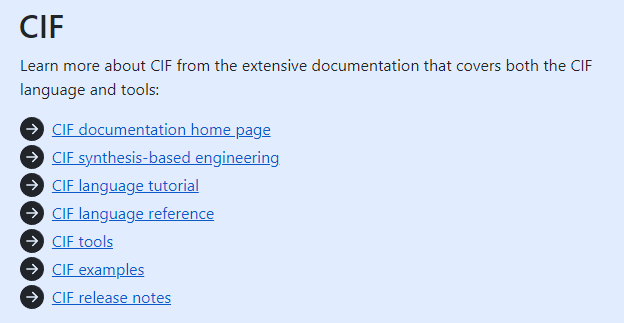 CIF
Learn more about CIF from the extensive documentation that covers both the CIF
language and tools:
CIF documentation home page
CIF synthesis-based engineering
CIF language tutorial
CIF language reference
CIF tools
CIF examples
CIF release notes